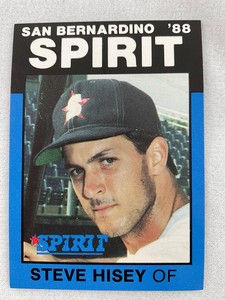 SAN BERNARDINO '88
SPIRIT
SPIRIT
STEVE HISEY OF